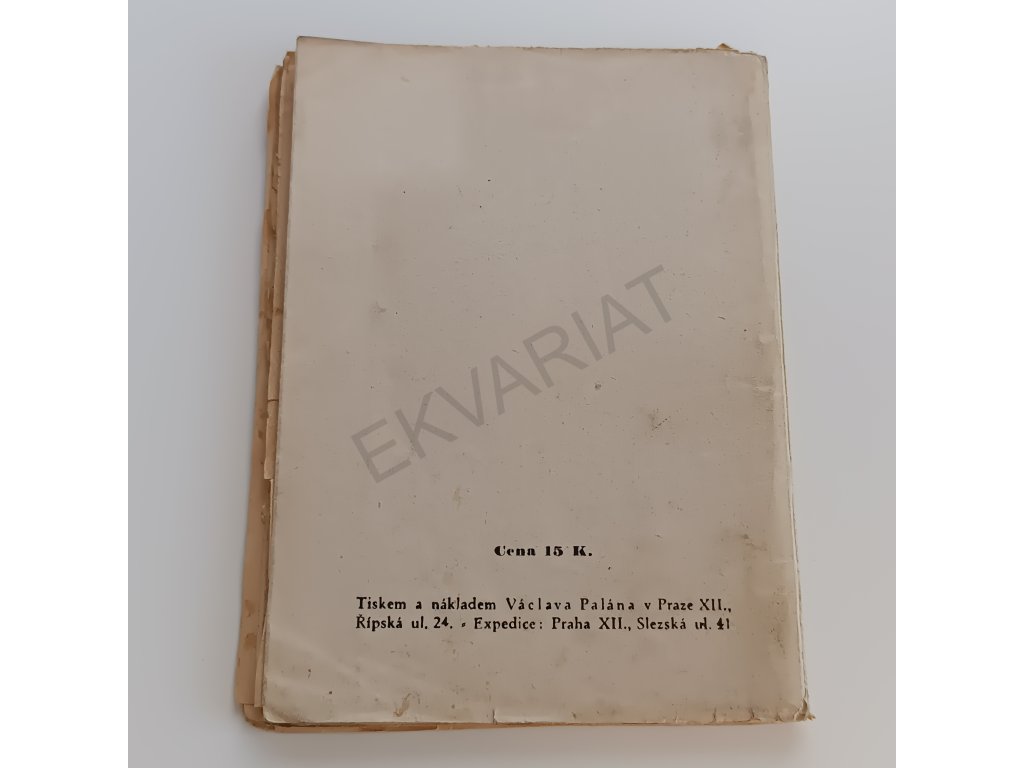 EKVARIAT
Cena 15 K.
Tiskem a nákladem Václava Palána v Praze XII.,
Řípská ul. 24. - Expedice: Praha XII., Slezská ul. 41